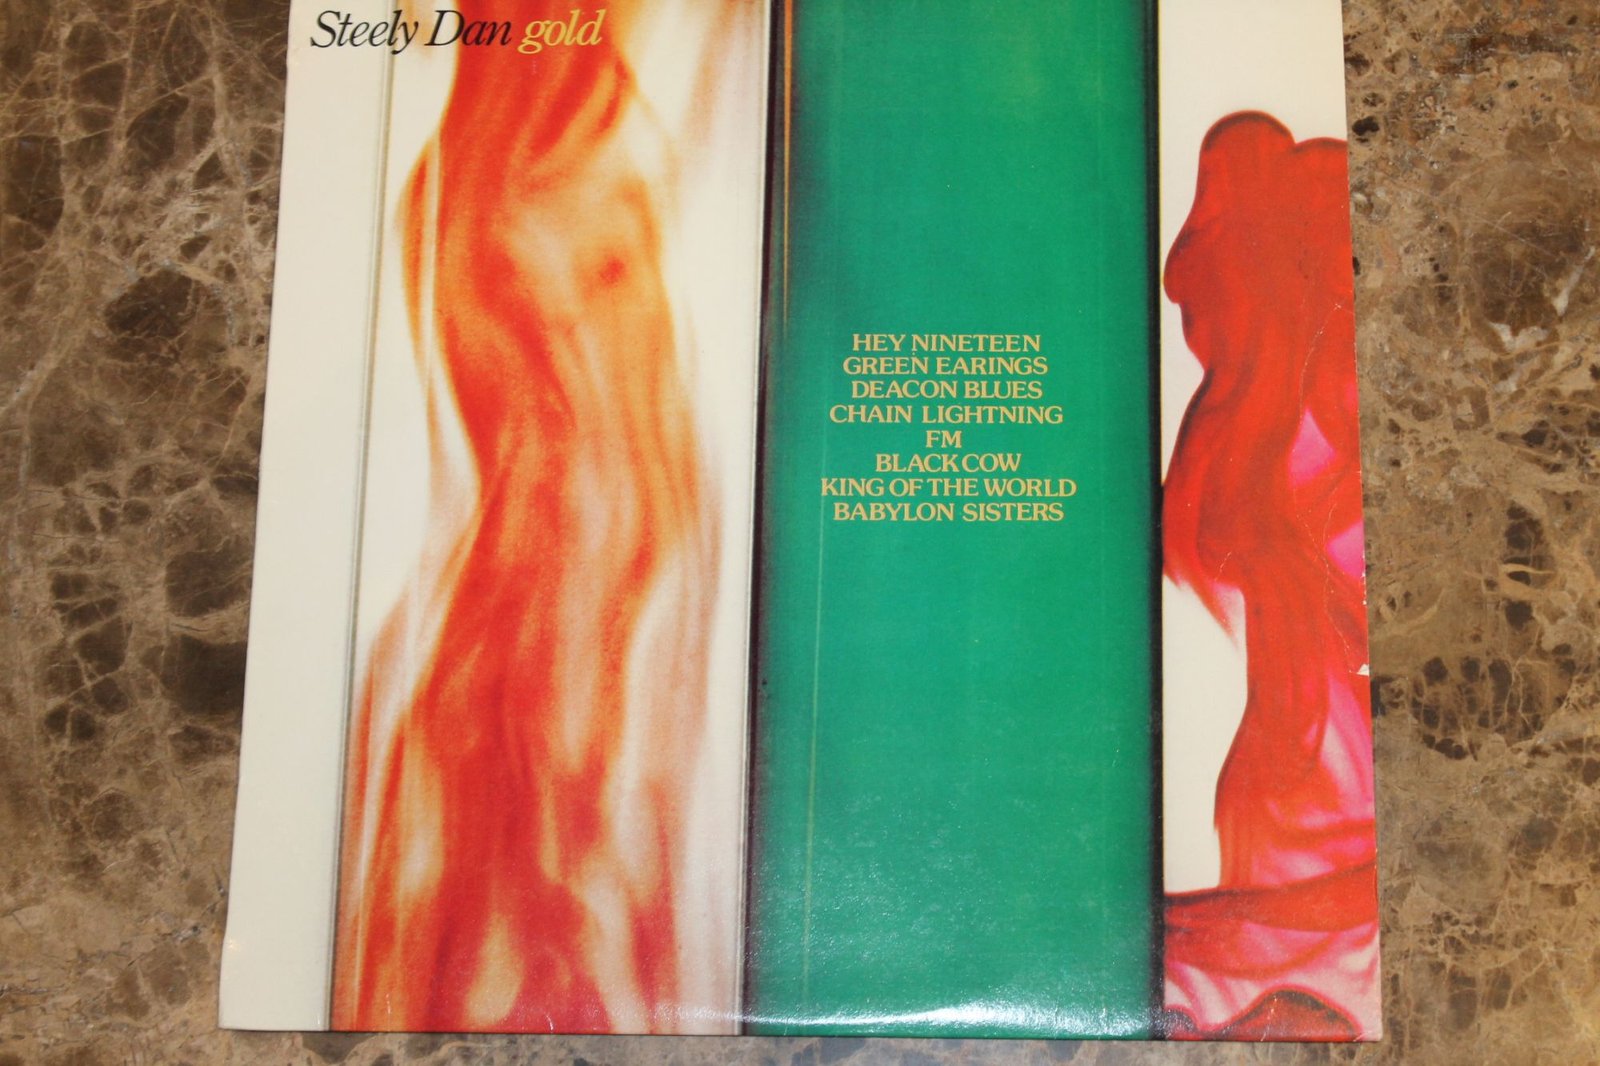 Steely Dan gold
HEY NINETEEN
GREEN EARINGS
DEACON BLUES
CHAIN LIGHTNING
FM
BLACK COW
KING OF THE WORLD
BABYLON SISTERS